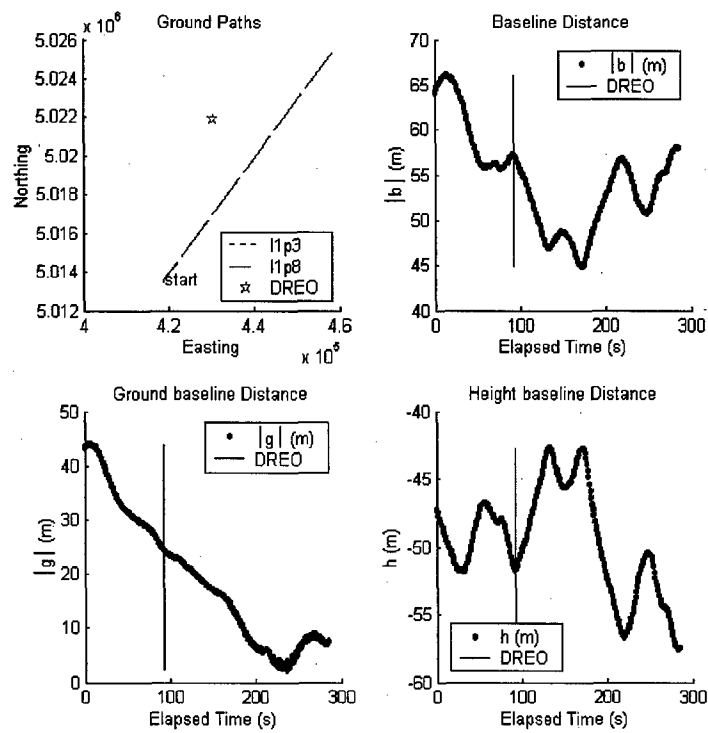 Ground Paths
x 10⁶
5.026
5.024
5.022
5.02
5.018
5.016
5.014
5.012
Northing
start
l1p3
l1p8
DREO
4
4.2
4.4
4.6
x 10⁵
Easting
Baseline Distance
70
65
60
55
50
45
40
|b| (m)
|b| (m)
DREO
0
100
200
300
Elapsed Time (s)
Ground baseline Distance
50
40
30
20
10
0
|g| (m)
|g| (m)
DREO
0
100
200
300
Elapsed Time (s)
Height baseline Distance
-40
-45
-50
-55
-60
h (m)
h (m)
DREO
0
100
200
300
Elapsed Time (s)